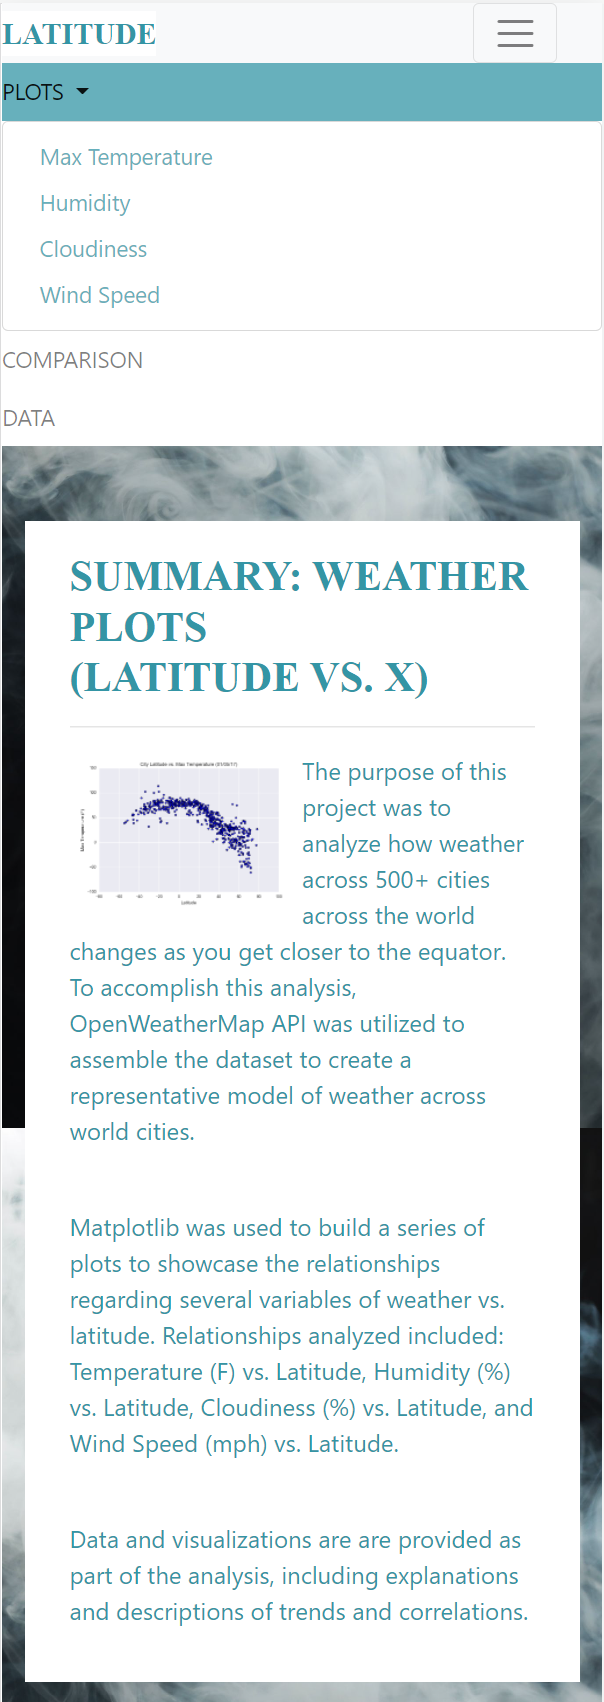 LATITUDE
PLOTS
Max Temperature
Humidity
Cloudiness
Wind Speed
COMPARISON
DATA
SUMMARY: WEATHER
PLOTS
(LATITUDE VS. X)
City Latitude vs. Max Temperature
Max Temperature (F)
Latitude
The purpose of this
project was to
analyze how weather
across 500+ cities
across the world
changes as you get closer to the equator.
To accomplish this analysis,
OpenWeatherMap API was utilized to
assemble the dataset to create a
representative model of weather across
world cities.
Matplotlib was used to build a series of
plots to showcase the relationships
regarding several variables of weather vs.
latitude. Relationships analyzed included:
Temperature (F) vs. Latitude, Humidity (%)
vs. Latitude, Cloudiness (%) vs. Latitude, and
Wind Speed (mph) vs. Latitude.
Data and visualizations are are provided as
part of the analysis, including explanations
and descriptions of trends and correlations.